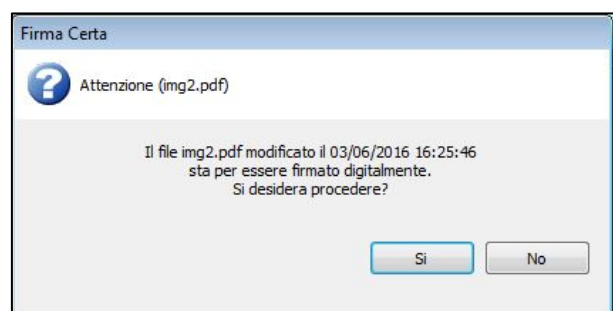 Firma Certa
Attenzione (img2.pdf)
Il file img2.pdf modificato il 03/06/2016 16:25:46
sta per essere firmato digitalmente.
Si desidera procedere?
Si
No